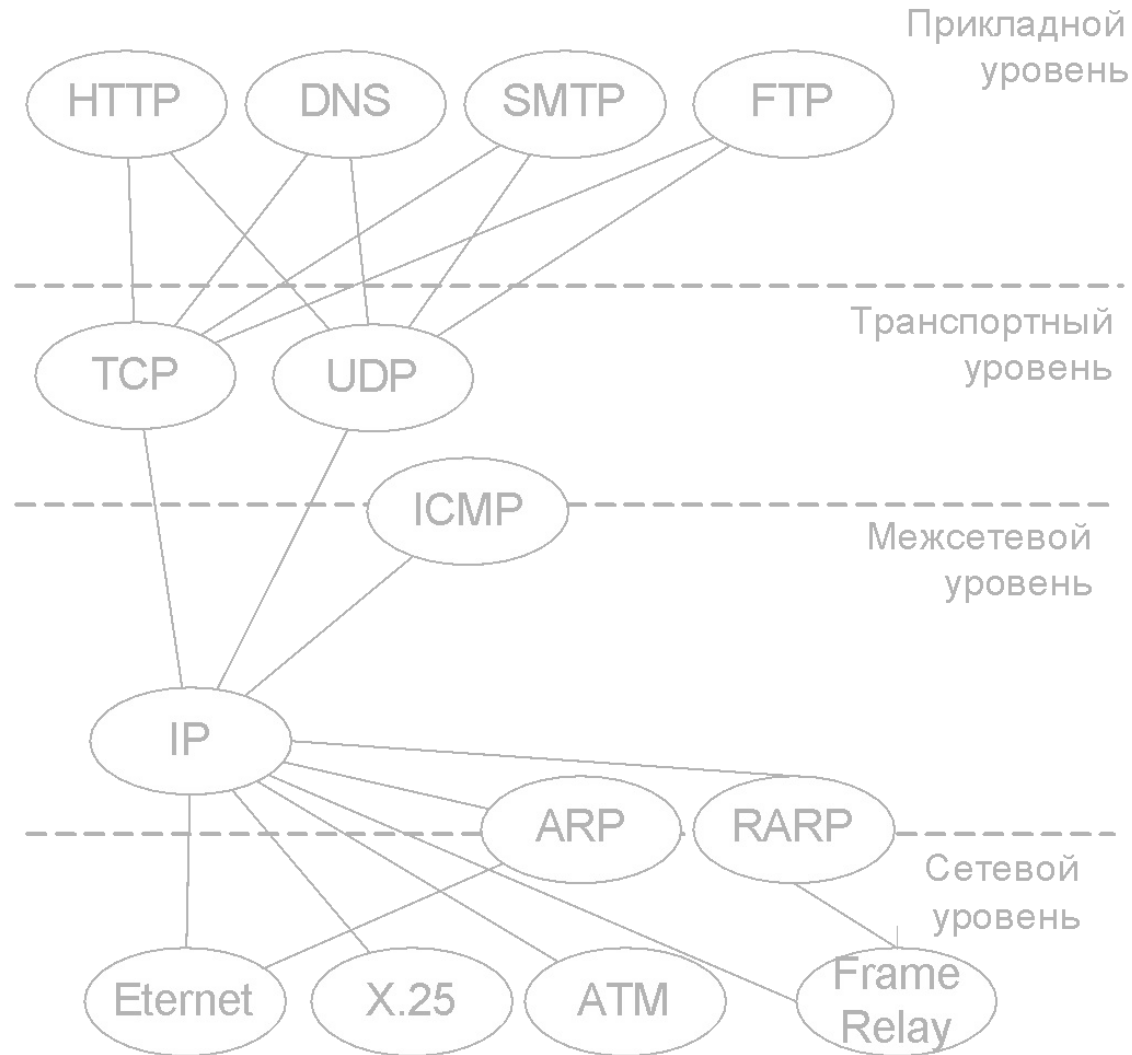 Прикладной
уровень
HTTP DNS SMTP FTP
Транспортный
уровень
TCP UDP
ICMP
Межсетевой
уровень
IP
ARP RARP
Сетевой
уровень
Eternet X.25 ATM Frame
Relay